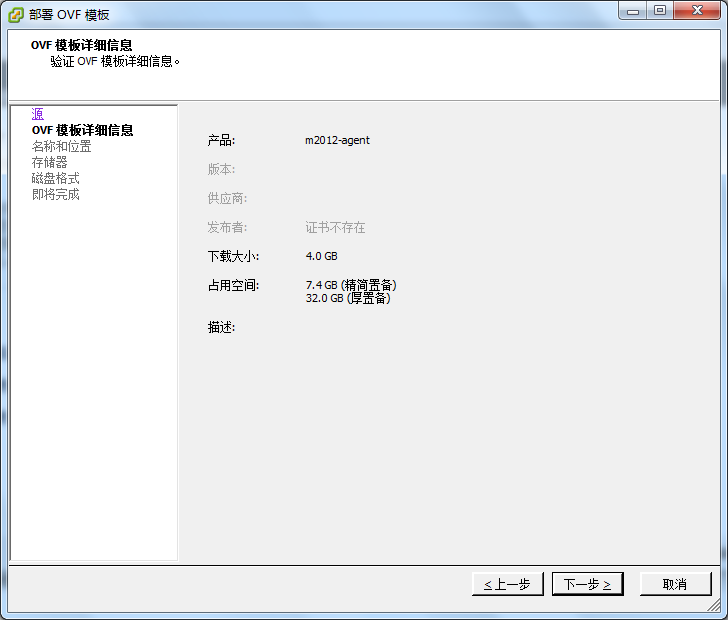 部署 OVF 模板
OVF 模板详细信息
验证 OVF 模板详细信息。
源
OVF 模板详细信息
名称和位置
存储器
磁盘格式
即将完成
产品: m2012-agent
版本:
供应商:
发布者: 证书不存在
下载大小: 4.0 GB
占用空间: 7.4 GB (精简置备)
32.0 GB (厚置备)
描述:
< 上一步 下一步 > 取消